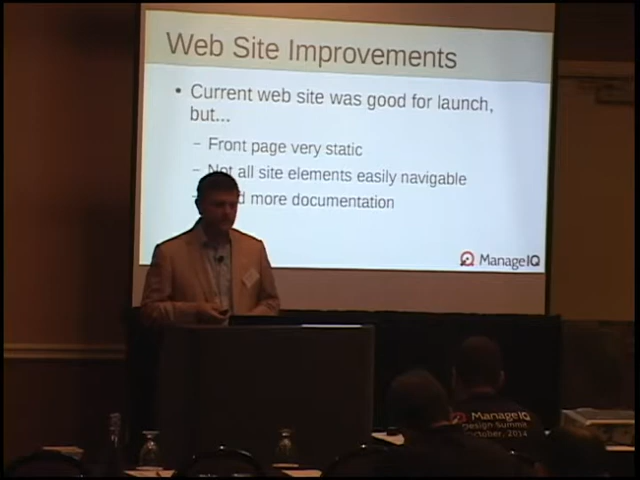 Web Site Improvements
• Current web site was good for launch,
but...
– Front page very static
– Not all site elements easily navigable
– more documentation
ManageIQ
ManageIQ
Design Summit
October, 2014